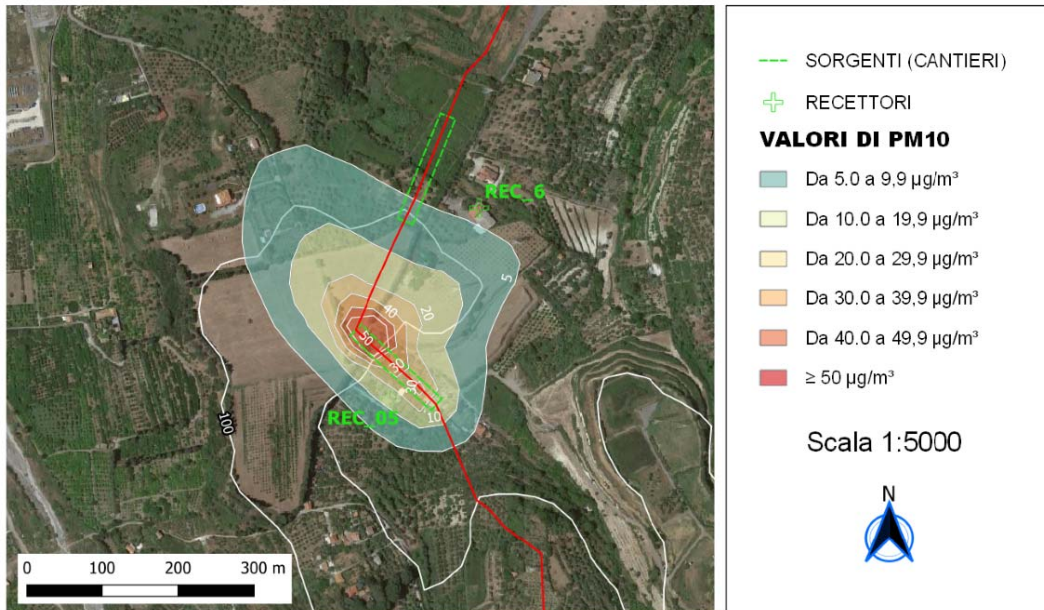 REC_6
5
20
40
50
30
30
10
REC_05
100
0 100 200 300 m
SORGENTI (CANTIERI)
RECETTORI
VALORI DI PM10
Da 5.0 a 9,9 µg/m³
Da 10.0 a 19,9 µg/m³
Da 20.0 a 29,9 µg/m³
Da 30.0 a 39,9 µg/m³
Da 40.0 a 49,9 µg/m³
≥ 50 µg/m³
Scala 1:5000
N